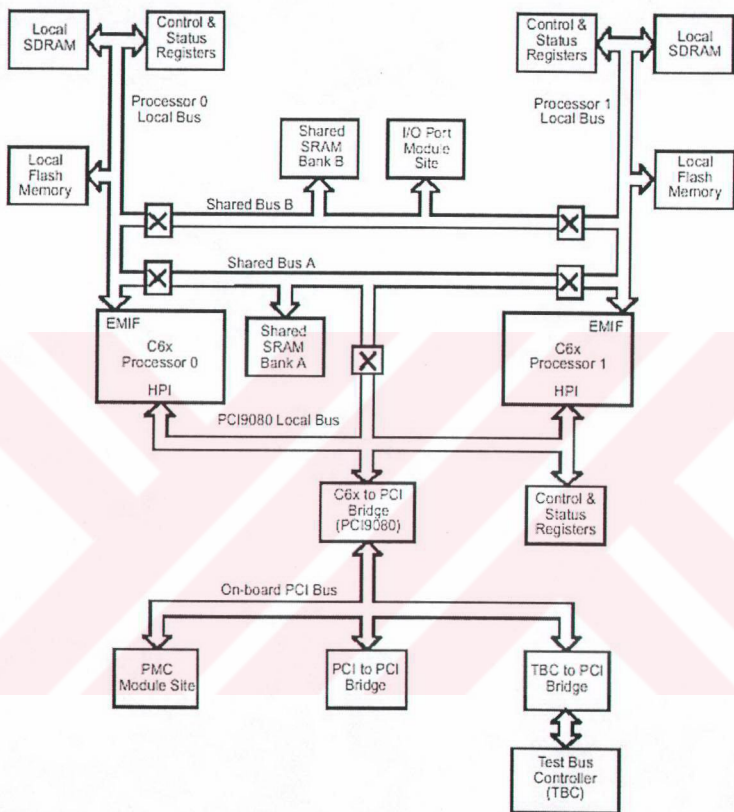 Local
SDRAM
Control &
Status
Registers
Control &
Status
Registers
Local
SDRAM
Processor 0
Local Bus
Processor 1
Local Bus
Shared
SRAM
Bank B
I/O Port
Module
Site
Local
Flash
Memory
Local
Flash
Memory
Shared Bus B
Shared Bus A
EMIF
C6x
Processor 0
HPI
Shared
SRAM
Bank A
EMIF
C6x
Processor 1
HPI
PCI9080 Local Bus
C6x to PCI
Bridge
(PCI9080)
Control &
Status
Registers
On-board PCI Bus
PMC
Module Site
PCI to PCI
Bridge
TBC to PCI
Bridge
Test Bus
Controller
(TBC)